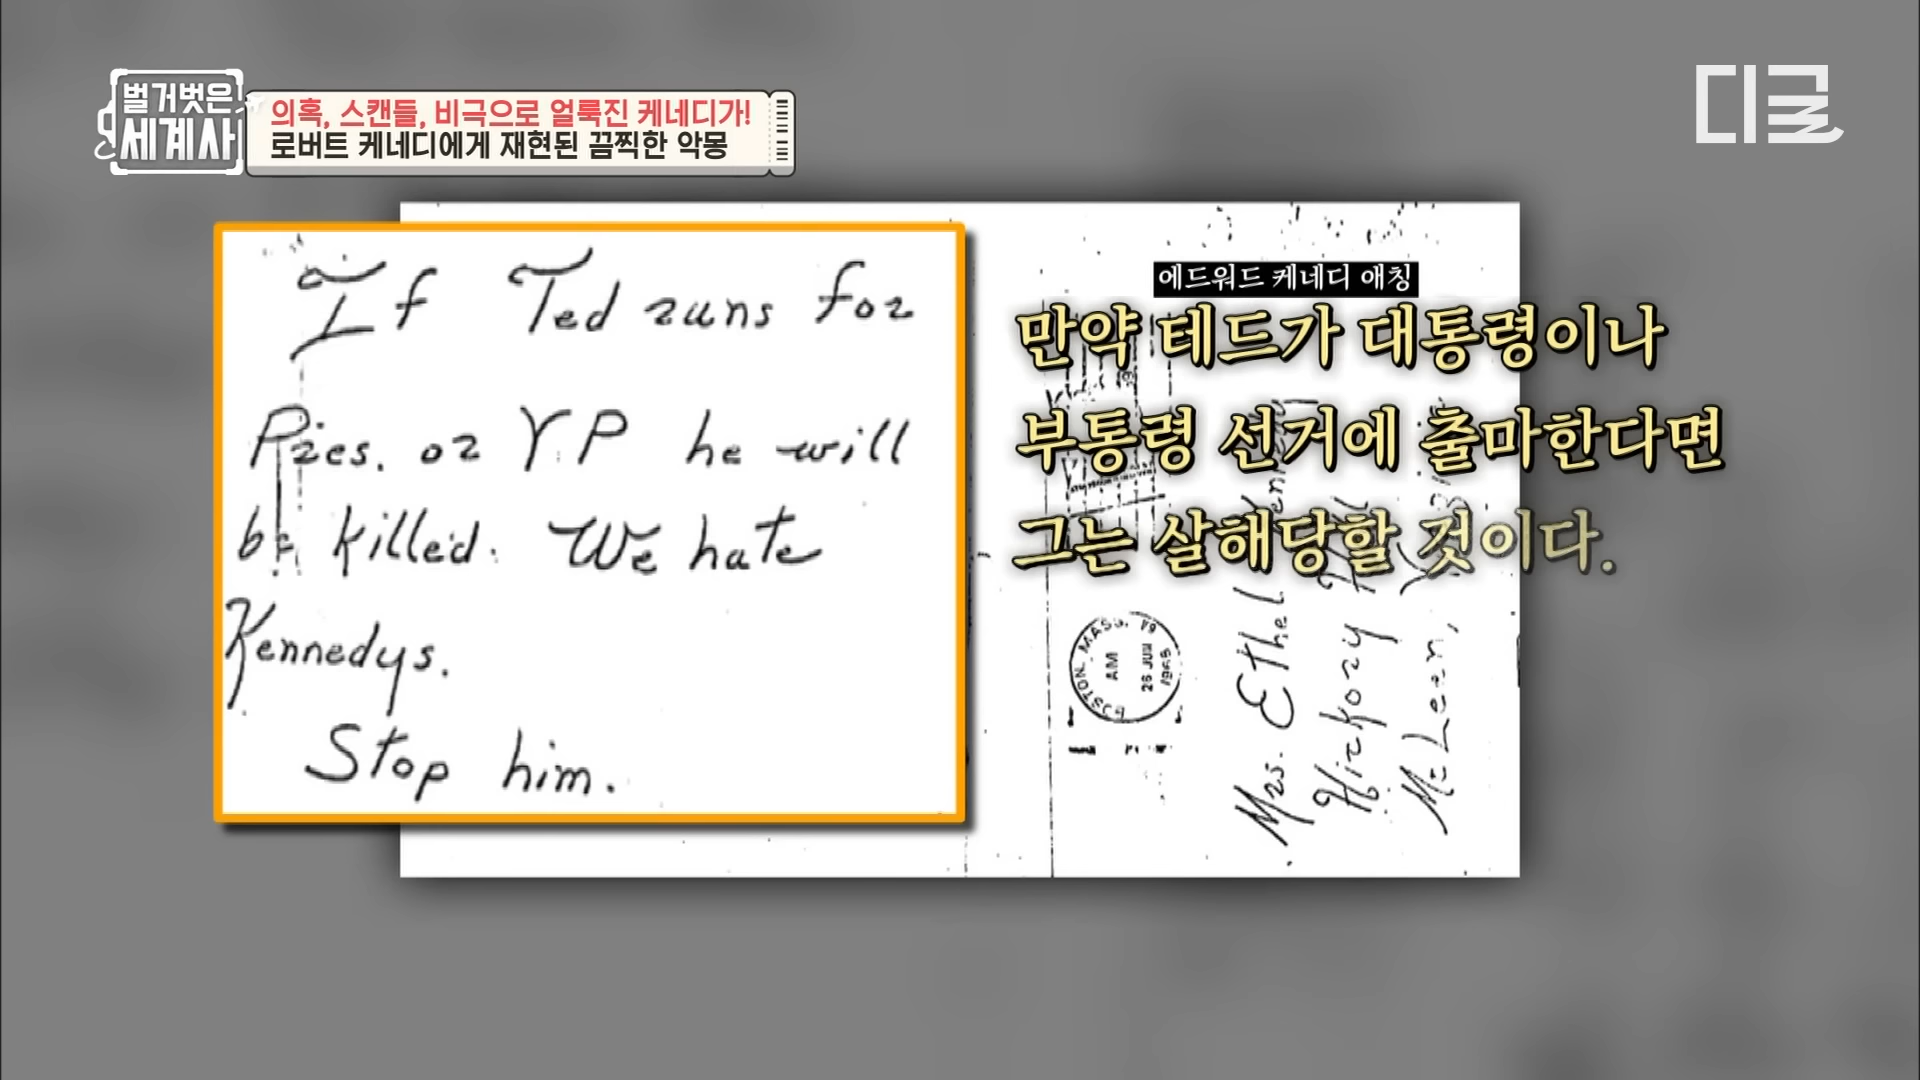 벌거벗은
세계사
의혹, 스캔들, 비극으로 얼룩진 케네디가!
로버트 케네디에게 재현된 끔찍한 악몽
디글
If Ted runs for
Pres. or V.P he will
be killed. We hate
Kennedys.
Stop him.
에드워드 케네디 애칭
만약 테드가 대통령이나
부통령 선거에 출마한다면
그는 살해당할 것이다.
BOSTON, MASS.
AM
26 JUN
1968
Mrs. Ethel
Hickory
McLean,